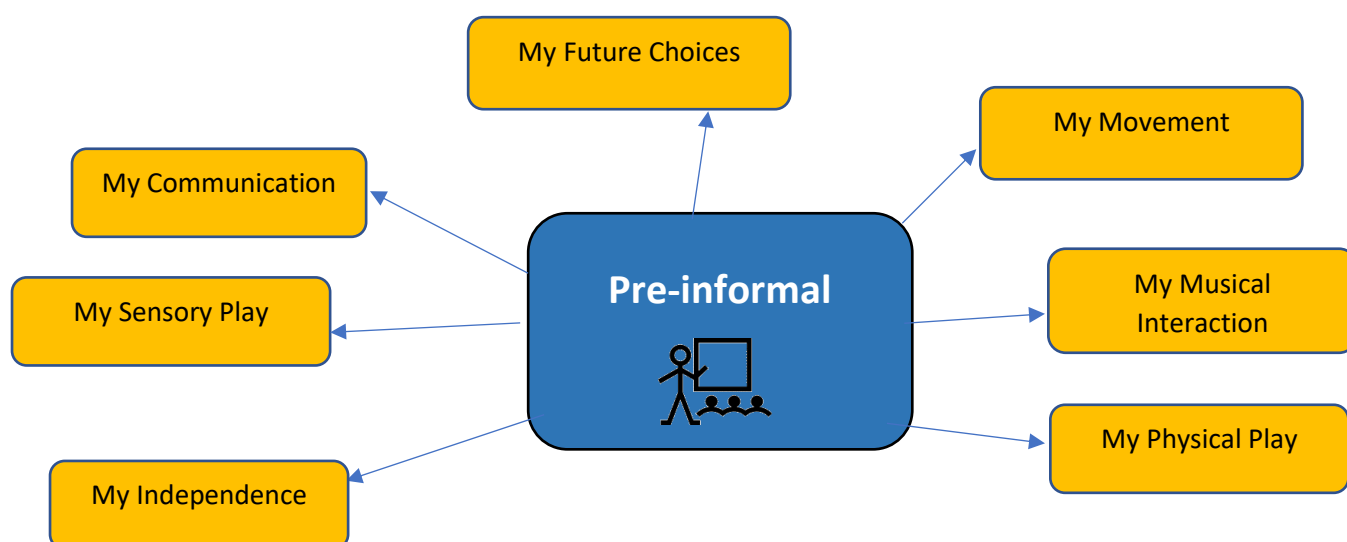 My Future Choices
My Movement
My Communication
Pre-informal
My Musical
Interaction
My Sensory Play
My Physical Play
My Independence